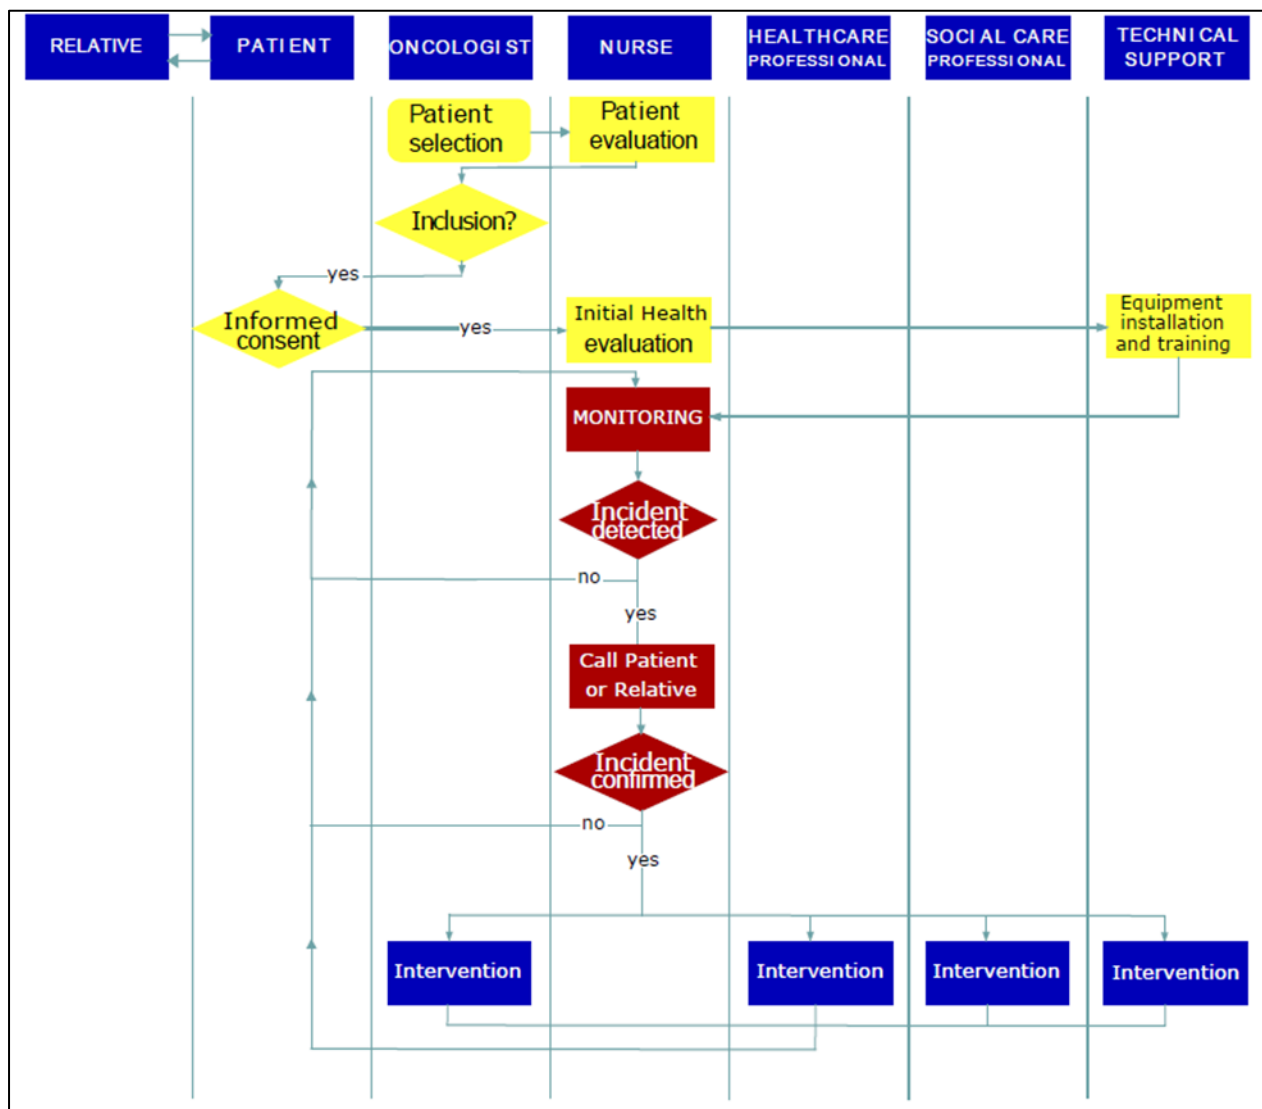 RELATIVE
PATIENT
ONCOLOGIST
NURSE
HEALTHCARE
PROFESSIONAL
SOCIAL CARE
PROFESSIONAL
TECHNICAL
SUPPORT
Patient
selection
Patient
evaluation
Inclusion?
yes
Informed
consent
yes
Initial Health
evaluation
Equipment
installation
and training
MONITORING
Incident
detected
no
yes
Call Patient
or Relative
Incident
confirmed
no
yes
Intervention
Intervention
Intervention
Intervention